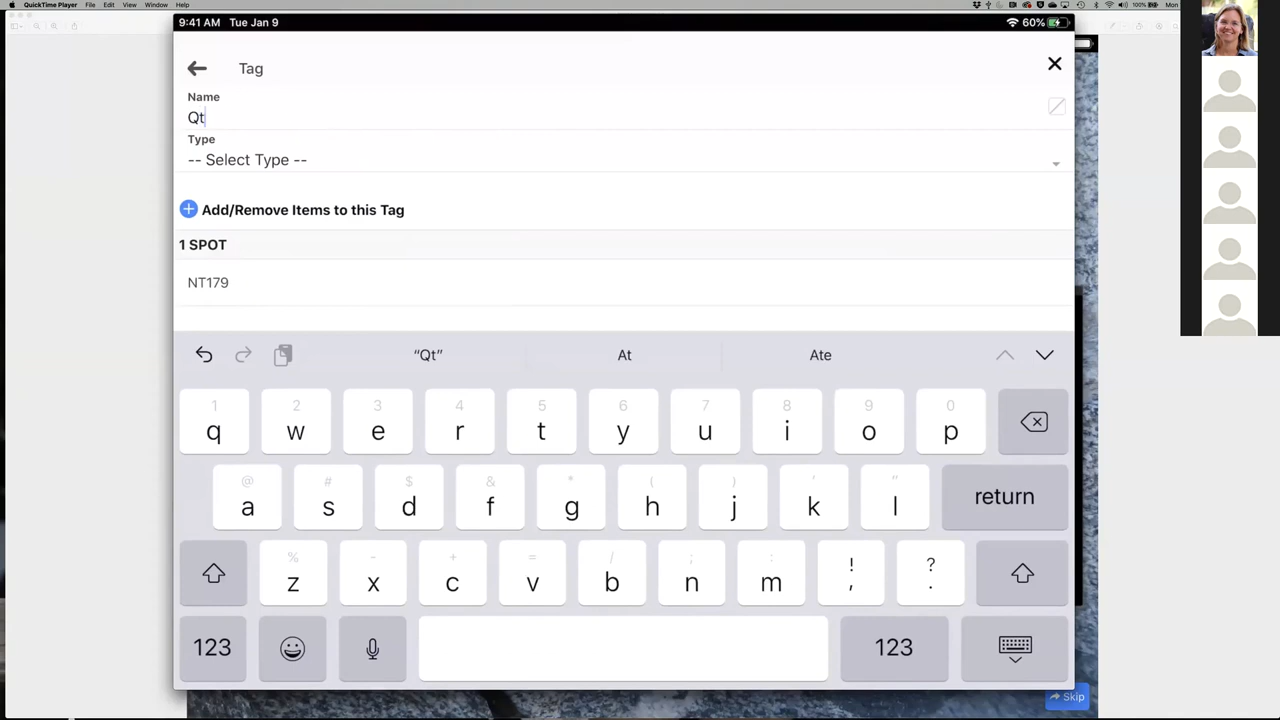 QuickTime Player File Edit View Window Help
100%
Mon
9:41 AM Tue Jan 9
60%
Tag
Name
Qt
Type
-- Select Type --
Add/Remove Items to this Tag
1 SPOT
NT179
“Qt” At Ate
1 2 3 4 5 6 7 8 9 0
q w e r t y u i o p
@ # $ & * ( ) ' "
a s d f g h j k l return
% - + = / ; : ! ?
z x c v b n m , .
123 123
Skip